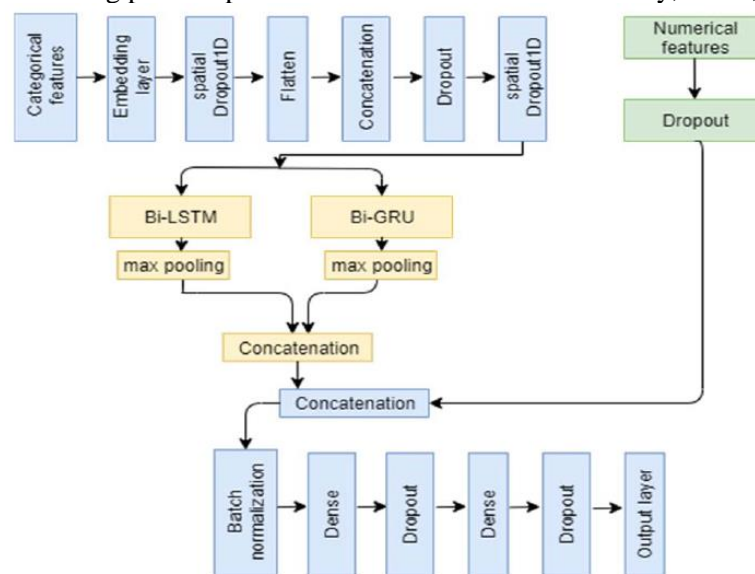 Categorical
features
Embedding
layer
spatial
Dropout1D
Flatten
Concatenation
Dropout
spatial
Dropout1D
Numerical
features
Dropout
Bi-LSTM
Bi-GRU
max pooling
max pooling
Concatenation
Concatenation
Batch
normalization
Dense
Dropout
Dense
Dropout
Output layer